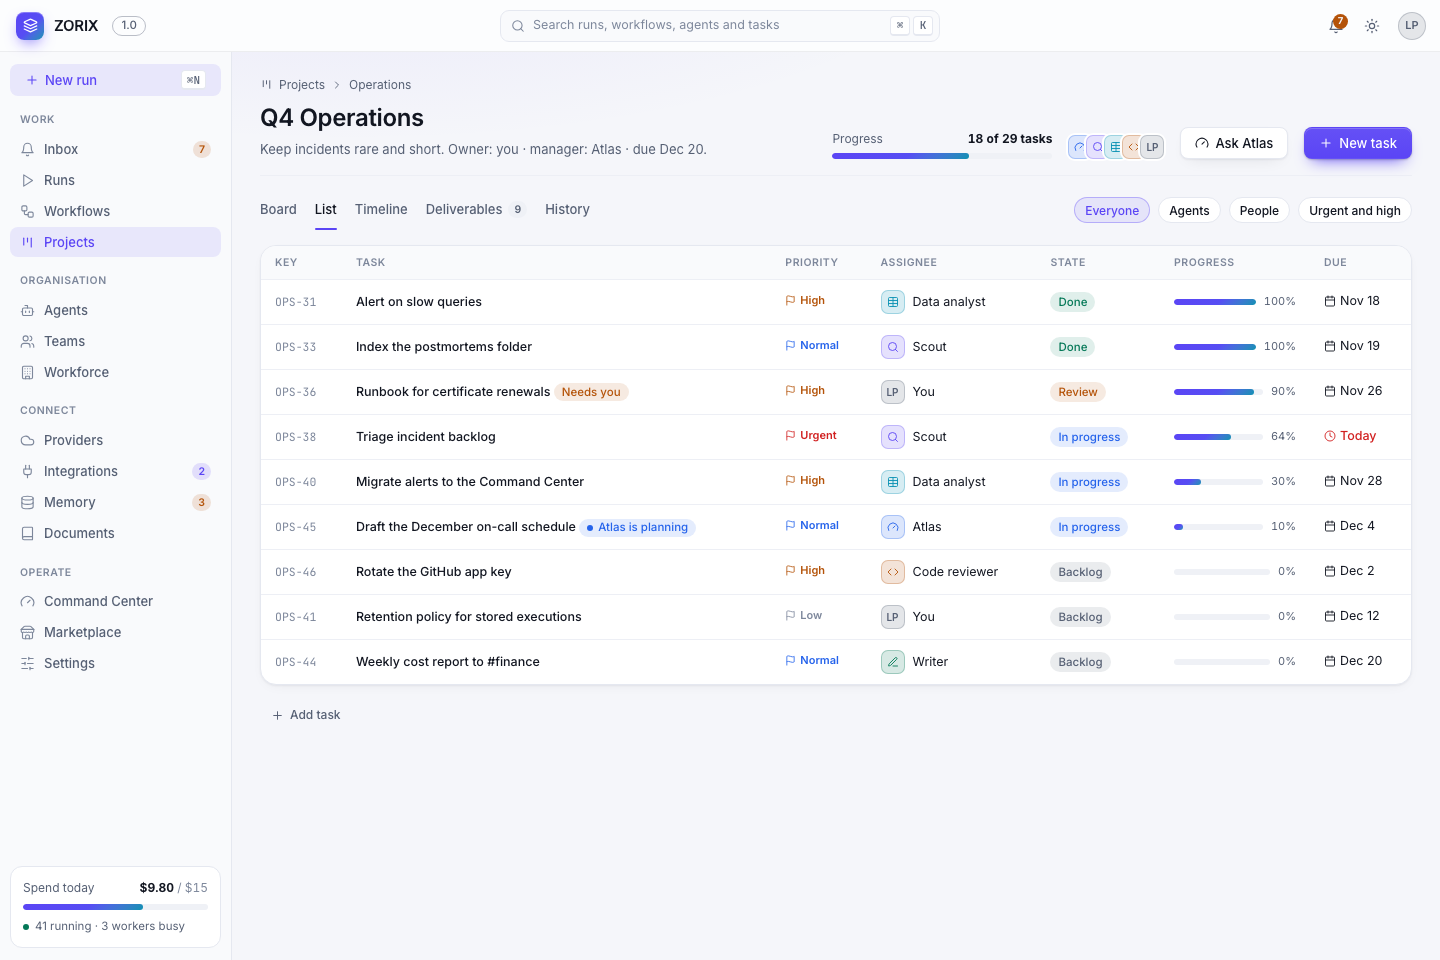 ZORIX 1.0
Search runs, workflows, agents and tasks ⌘ K
7
LP
New run ⌘N
WORK
Inbox 7
Runs
Workflows
Projects
ORGANISATION
Agents
Teams
Workforce
CONNECT
Providers
Integrations 2
Memory 3
Documents
OPERATE
Command Center
Marketplace
Settings
Spend today $9.80 / $15
41 running · 3 workers busy
Projects > Operations
Q4 Operations
Keep incidents rare and short. Owner: you · manager: Atlas · due Dec 20.
Progress 18 of 29 tasks
LP
Ask Atlas
New task
Board List Timeline Deliverables 9 History
Everyone Agents People Urgent and high
KEY TASK PRIORITY ASSIGNEE STATE PROGRESS DUE
OPS-31 Alert on slow queries High Data analyst Done 100% Nov 18
OPS-33 Index the postmortems folder Normal Scout Done 100% Nov 19
OPS-36 Runbook for certificate renewals Needs you High LP You Review 90% Nov 26
OPS-38 Triage incident backlog Urgent Scout In progress 64% Today
OPS-40 Migrate alerts to the Command Center High Data analyst In progress 30% Nov 28
OPS-45 Draft the December on-call schedule Atlas is planning Normal Atlas In progress 10% Dec 4
OPS-46 Rotate the GitHub app key High Code reviewer Backlog 0% Dec 2
OPS-41 Retention policy for stored executions Low LP You Backlog 0% Dec 12
OPS-44 Weekly cost report to #finance Normal Writer Backlog 0% Dec 20
Add task